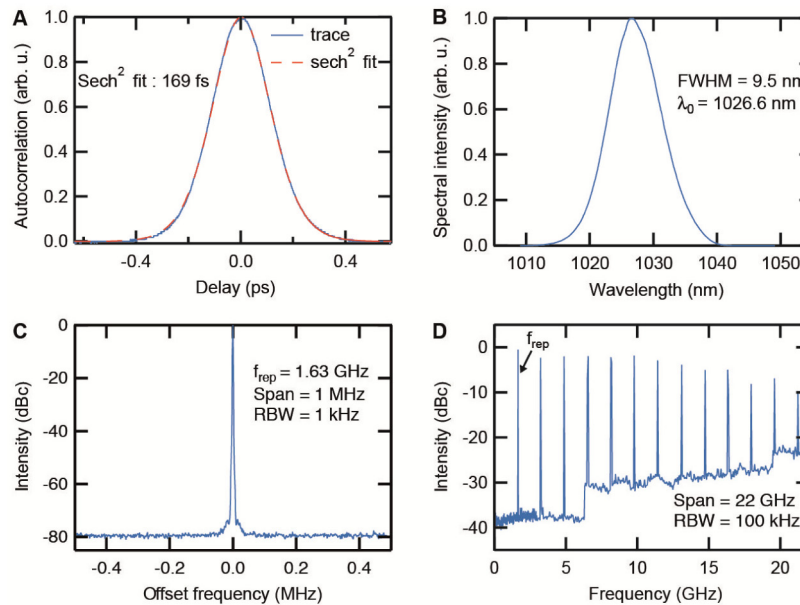 A
1.0
0.8
0.6
0.4
0.2
0.0
Autocorrelation (arb. u.)
trace
sech² fit
Sech² fit : 169 fs
-0.4
0.0
0.4
Delay (ps)
B
1.0
0.8
0.6
0.4
0.2
0.0
Spectral intensity (arb. u.)
FWHM = 9.5 nm
λ₀ = 1026.6 nm
1010
1020
1030
1040
1050
Wavelength (nm)
C
0
-20
-40
-60
-80
Intensity (dBc)
f_rep = 1.63 GHz
Span = 1 MHz
RBW = 1 kHz
-0.4
-0.2
0.0
0.2
0.4
Offset frequency (MHz)
D
0
-10
-20
-30
-40
Intensity (dBc)
f_rep
Span = 22 GHz
RBW = 100 kHz
0
5
10
15
20
Frequency (GHz)